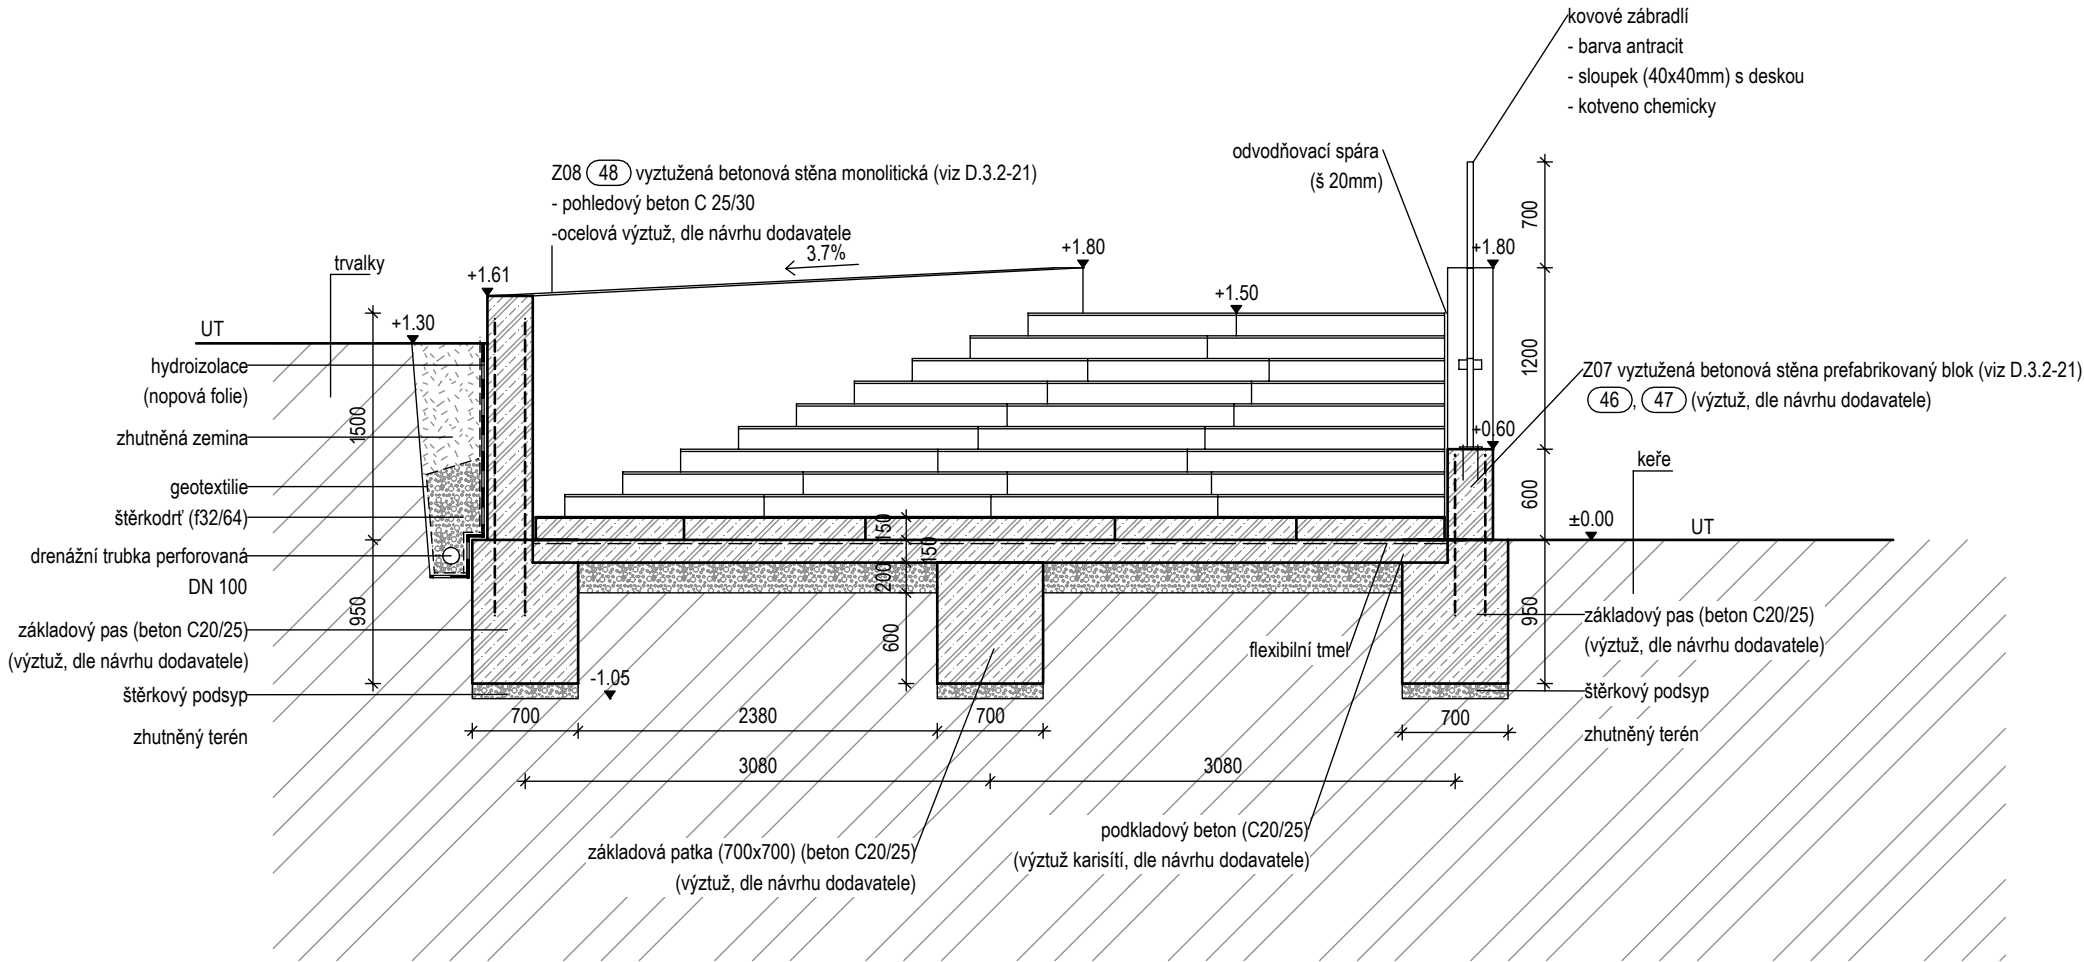 kovové zábradlí
- barva antracit
- sloupek (40x40mm) s deskou
- kotveno chemicky
odvodňovací spára
(š 20mm)
Z08 48 vyztužená betonová stěna monolitická (viz D.3.2-21)
- pohledový beton C 25/30
-ocelová výztuž, dle návrhu dodavatele
3.7%
+1.80
+1.61
+1.50
+1.80
700
1200
600
950
trvalky
UT
+1.30
hydroizolace
(nopová folie)
zhutněná zemina
geotextilie
štěrkodrť (f32/64)
drenážní trubka perforovaná
DN 100
základový pas (beton C20/25)
(výztuž, dle návrhu dodavatele)
štěrkový podsyp
zhutněný terén
1500
950
Z07 vyztužená betonová stěna prefabrikovaný blok (viz D.3.2-21)
46, 47 (výztuž, dle návrhu dodavatele)
+0.60
keře
±0.00
UT
150
150
200
600
základový pas (beton C20/25)
(výztuž, dle návrhu dodavatele)
štěrkový podsyp
zhutněný terén
flexibilní tmel
-1.05
700
2380
700
700
3080
3080
podkladový beton (C20/25)
(výztuž karisítí, dle návrhu dodavatele)
základová patka (700x700) (beton C20/25)
(výztuž, dle návrhu dodavatele)